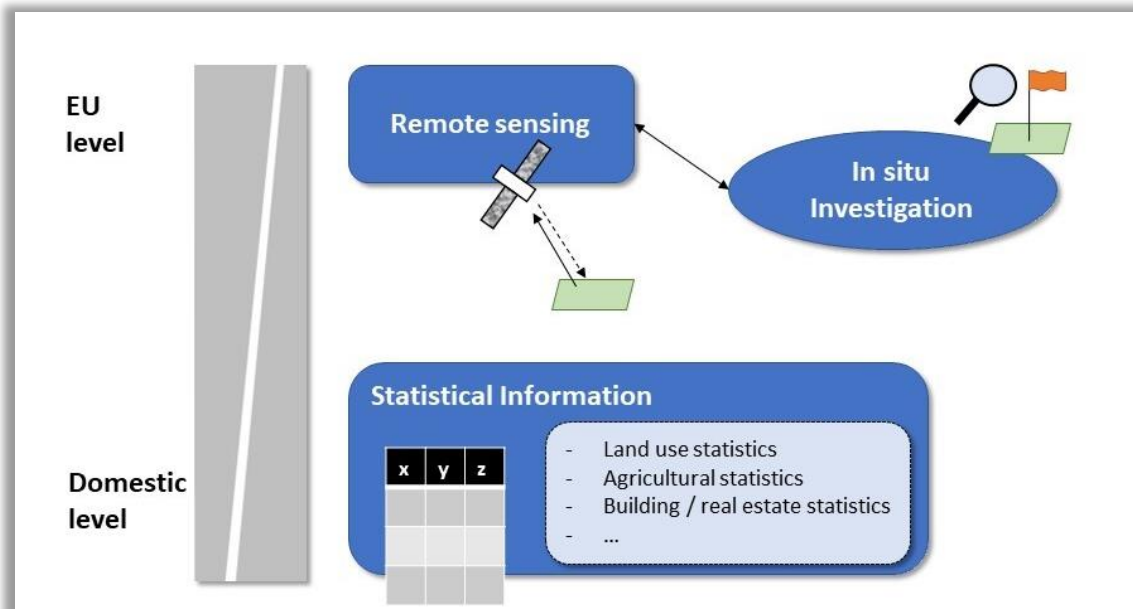 EU
level
Remote sensing
In situ
Investigation
Statistical Information
x y z
- Land use statistics
- Agricultural statistics
- Building / real estate statistics
- ...
Domestic
level